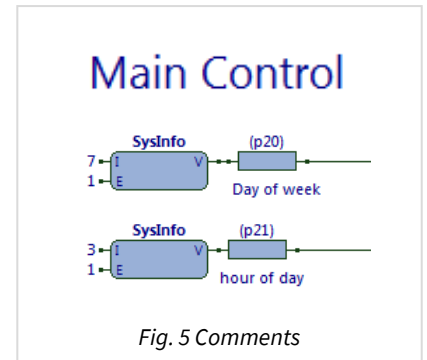 Main Control
SysInfo (p20)
7 I V
1 E
Day of week
SysInfo (p21)
3 I V
1 E
hour of day
Fig. 5 Comments